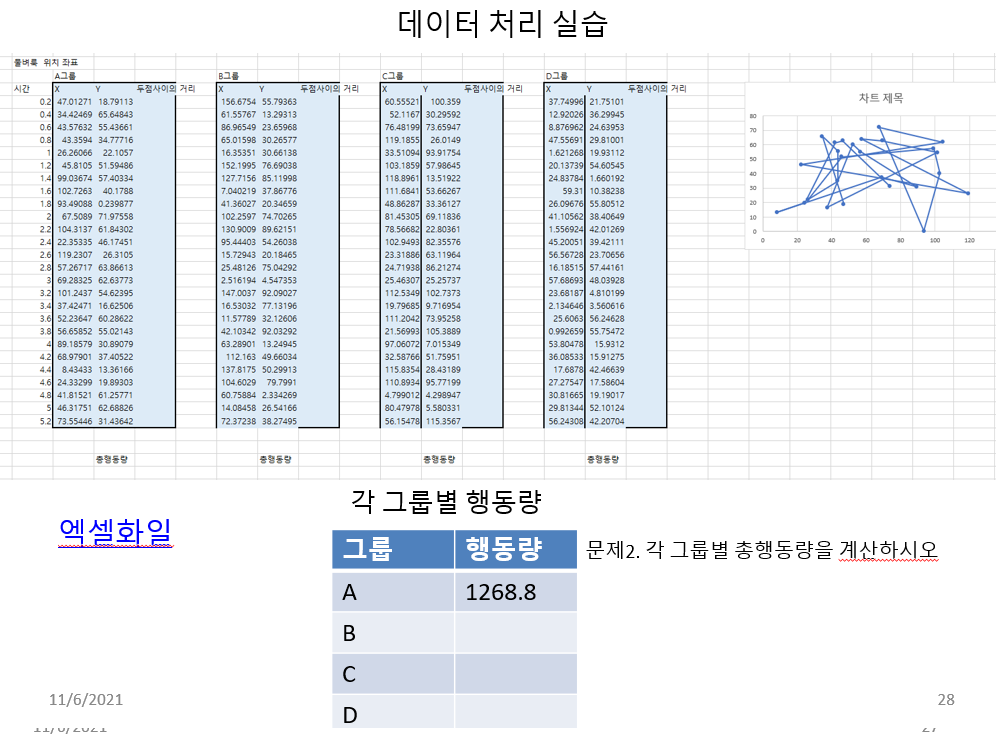 데이터 처리 실습
물벼룩 위치 좌표
A그룹 B그룹 C그룹 D그룹
시간 X Y 두점사이의 거리 X Y 두점사이의 거리 X Y 두점사이의 거리 X Y 두점사이의 거리
0.2 47.01271 18.79113 156.6754 55.79363 60.55521 100.359 37.74996 21.75101
0.4 34.42469 65.64843 61.55767 13.29313 52.1167 30.29592 12.92026 36.29945
0.6 43.57632 55.43661 86.96549 23.65968 76.48199 73.65947 8.876962 24.63953
0.8 43.3594 34.77716 65.01598 30.26577 119.1855 26.0149 47.55691 29.81001
1 26.26066 22.1057 16.35351 30.66138 33.51094 93.91754 1.621268 19.93112
1.2 45.8105 51.59486 152.1995 76.69038 103.1859 57.98645 20.13739 54.60545
1.4 99.03674 57.40334 127.7156 85.11998 118.8961 13.51922 24.83784 1.660192
1.6 102.7263 40.1788 7.040219 37.86776 111.6841 53.66267 59.31 10.38238
1.8 93.49088 0.239877 41.36027 20.34659 48.86287 33.36127 26.09676 55.80512
2 67.5089 71.97558 102.2597 74.70265 81.45305 69.11836 41.10562 38.40649
2.2 104.3137 61.84302 130.9009 89.62151 78.56682 22.80361 1.556924 42.01269
2.4 22.35335 46.17451 95.44403 54.26038 102.9493 82.35576 45.20051 39.42111
2.6 119.2307 26.3105 15.72943 20.18465 23.31886 63.11964 56.56728 23.70656
2.8 57.26717 63.86613 25.48126 75.04292 24.71938 86.21274 16.18515 57.44161
3 69.28325 62.63773 2.516194 4.547353 25.46307 25.25737 57.68693 48.03928
3.2 101.2437 54.62395 147.0037 92.09027 112.5349 102.7373 23.68187 4.810199
3.4 37.42471 16.62506 16.53032 77.13196 19.79685 9.716954 2.134646 3.560616
3.6 52.23647 60.28622 11.57789 32.12606 111.2042 73.95258 25.6063 56.24628
3.8 56.65852 55.02143 42.10342 92.03292 21.56993 105.3889 0.992659 55.75472
4 89.18579 30.89079 63.28901 13.24945 97.06072 7.015349 53.80478 15.9312
4.2 68.97901 37.40522 112.163 49.66034 32.58766 51.75951 36.08533 15.91275
4.4 8.43433 13.36166 137.8175 50.29913 115.8354 28.43189 17.6878 42.46639
4.6 24.33299 19.89303 104.6029 79.7991 110.8934 95.77199 27.27547 17.58604
4.8 41.81521 61.25771 60.75884 2.334269 4.799012 4.298947 30.81665 19.19017
5 46.31751 62.68826 14.08458 26.54166 80.47978 5.580331 29.81344 52.10124
5.2 73.55446 31.43642 72.37238 38.27495 56.15478 115.3567 56.24308 42.20704
총행동량 총행동량 총행동량 총행동량
차트 제목
80
70
60
50
40
30
20
10
0
0 20 40 60 80 100 120
각 그룹별 행동량
엑셀화일
그룹 행동량
문제2. 각 그룹별 총행동량을 계산하시오
A 1268.8
B
C
D
11/6/2021 28
11/6/2021 27